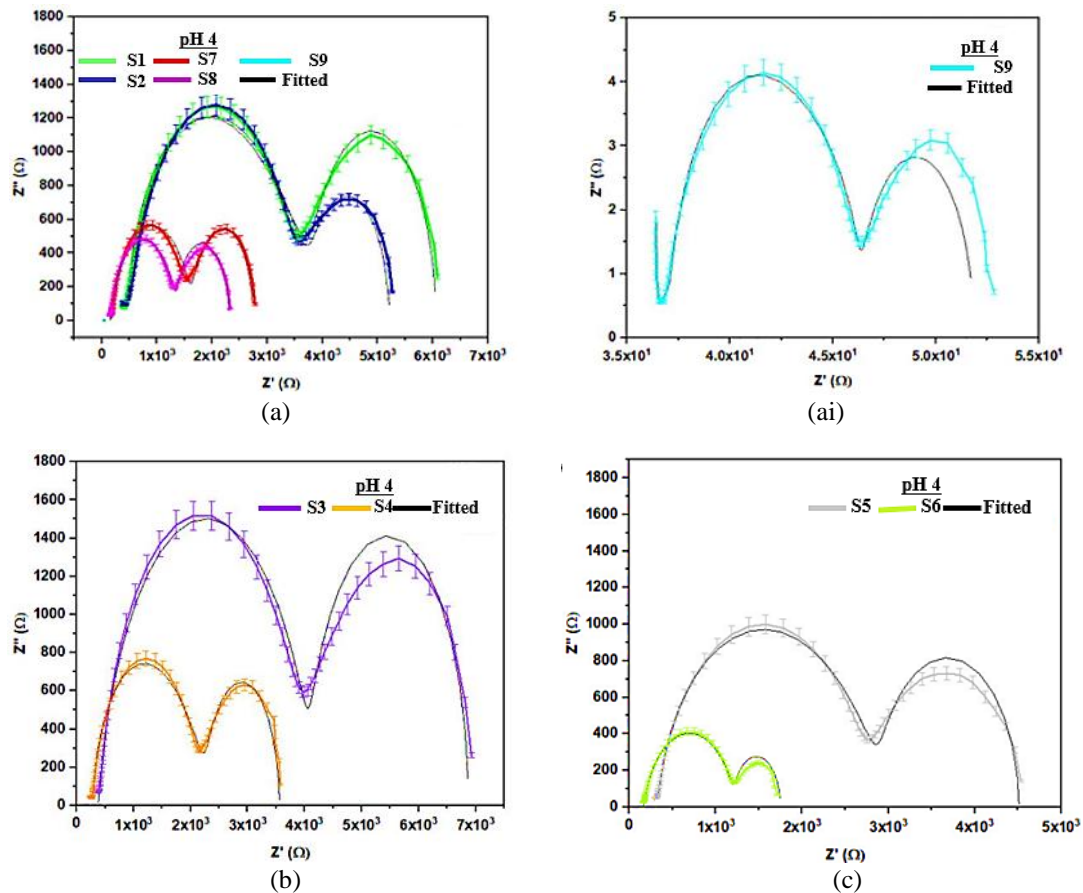 1800
1600
1400
1200
1000
800
600
400
200
0
Z'' (Ω)
pH 4
S1 S7 S9
S2 S8 Fitted
0 1x10³ 2x10³ 3x10³ 4x10³ 5x10³ 6x10³ 7x10³
Z' (Ω)
(a)
5
4
3
2
1
0
Z'' (Ω)
pH 4
S9
Fitted
3.5x10¹ 4.0x10¹ 4.5x10¹ 5.0x10¹ 5.5x10¹
Z' (Ω)
(ai)
1800
1600
1400
1200
1000
800
600
400
200
0
Z'' (Ω)
pH 4
S3 S4 Fitted
0 1x10³ 2x10³ 3x10³ 4x10³ 5x10³ 6x10³ 7x10³
Z' (Ω)
(b)
1800
1600
1400
1200
1000
800
600
400
200
0
Z'' (Ω)
pH 4
S5 S6 Fitted
0 1x10³ 2x10³ 3x10³ 4x10³ 5x10³
Z' (Ω)
(c)